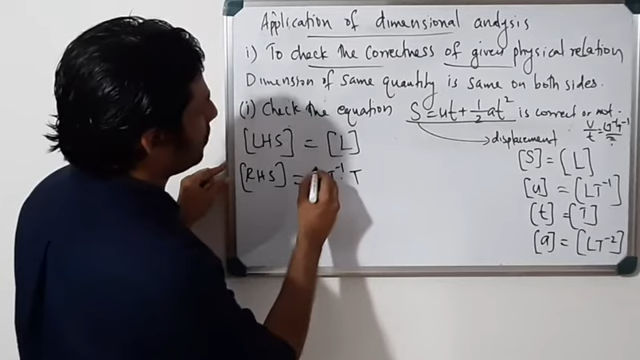 Application of dimensional analysis
i) To check the correctness of given physical relation
Dimension of same quantity is same on both sides.
(i) Check the equation S = ut + 1/2 at² is correct or not.
displacement
[LHS] = [L]
[RHS] = T⁻¹ T
[S] = [L]
[u] = [LT⁻¹]
[t] = [T]
[a] = [LT⁻²]